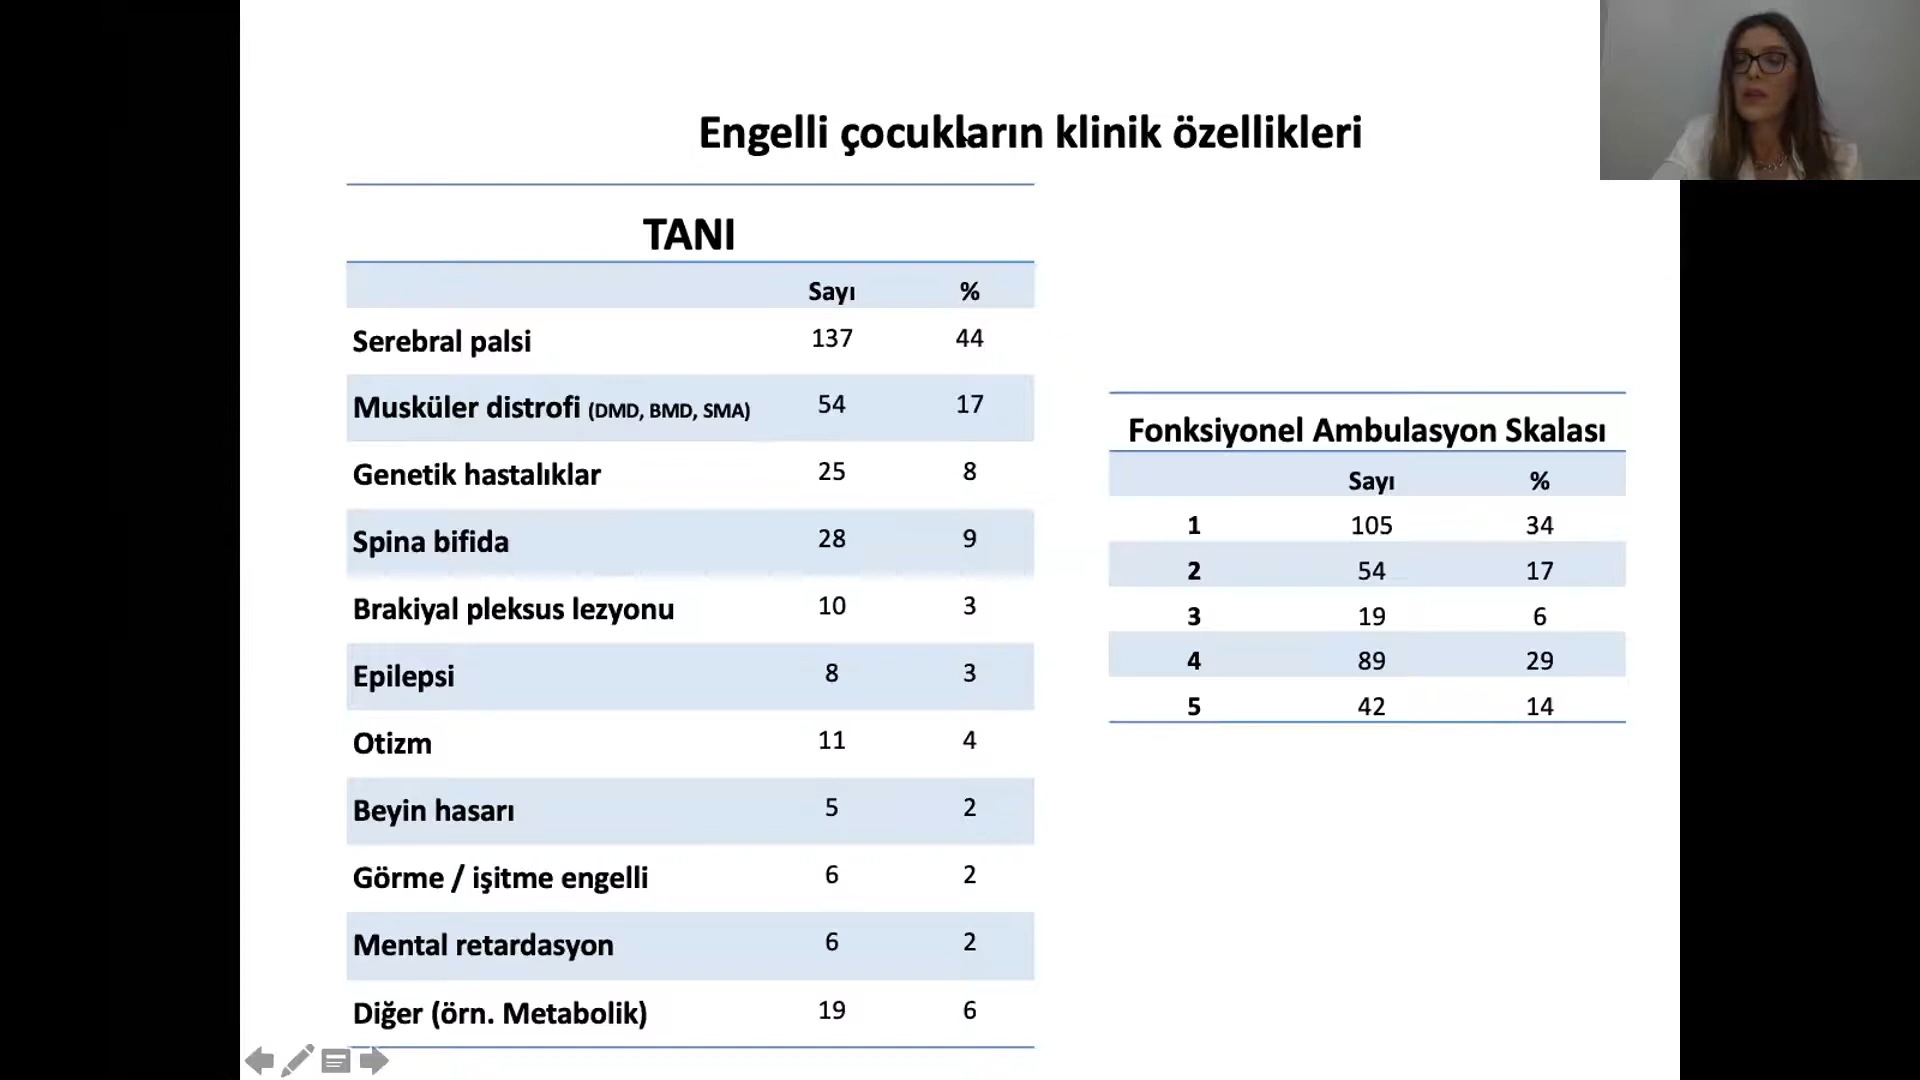 Engelli çocukların klinik özellikleri
TANI
Sayı %
Serebral palsi 137 44
Musküler distrofi (DMD, BMD, SMA) 54 17
Genetik hastalıklar 25 8
Spina bifida 28 9
Brakiyal pleksus lezyonu 10 3
Epilepsi 8 3
Otizm 11 4
Beyin hasarı 5 2
Görme / işitme engelli 6 2
Mental retardasyon 6 2
Diğer (örn. Metabolik) 19 6
Fonksiyonel Ambulasyon Skalası
Sayı %
1 105 34
2 54 17
3 19 6
4 89 29
5 42 14